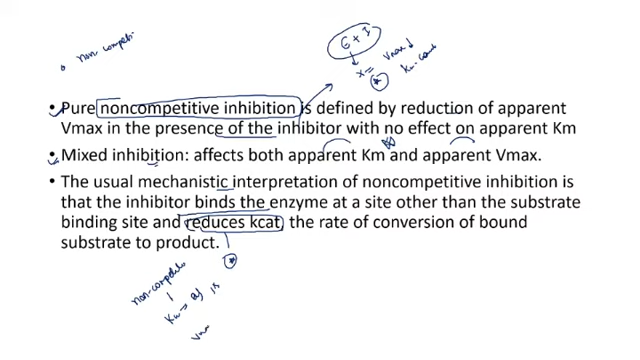 non competi
E + I
x = Vmax ↓
Km - const
• Pure noncompetitive inhibition is defined by reduction of apparent
Vmax in the presence of the inhibitor with no effect on apparent Km
• Mixed inhibition: affects both apparent Km and apparent Vmax.
• The usual mechanistic interpretation of noncompetitive inhibition is
that the inhibitor binds the enzyme at a site other than the substrate
binding site and reduces kcat, the rate of conversion of bound
substrate to product.
non-competitive
Km →
is